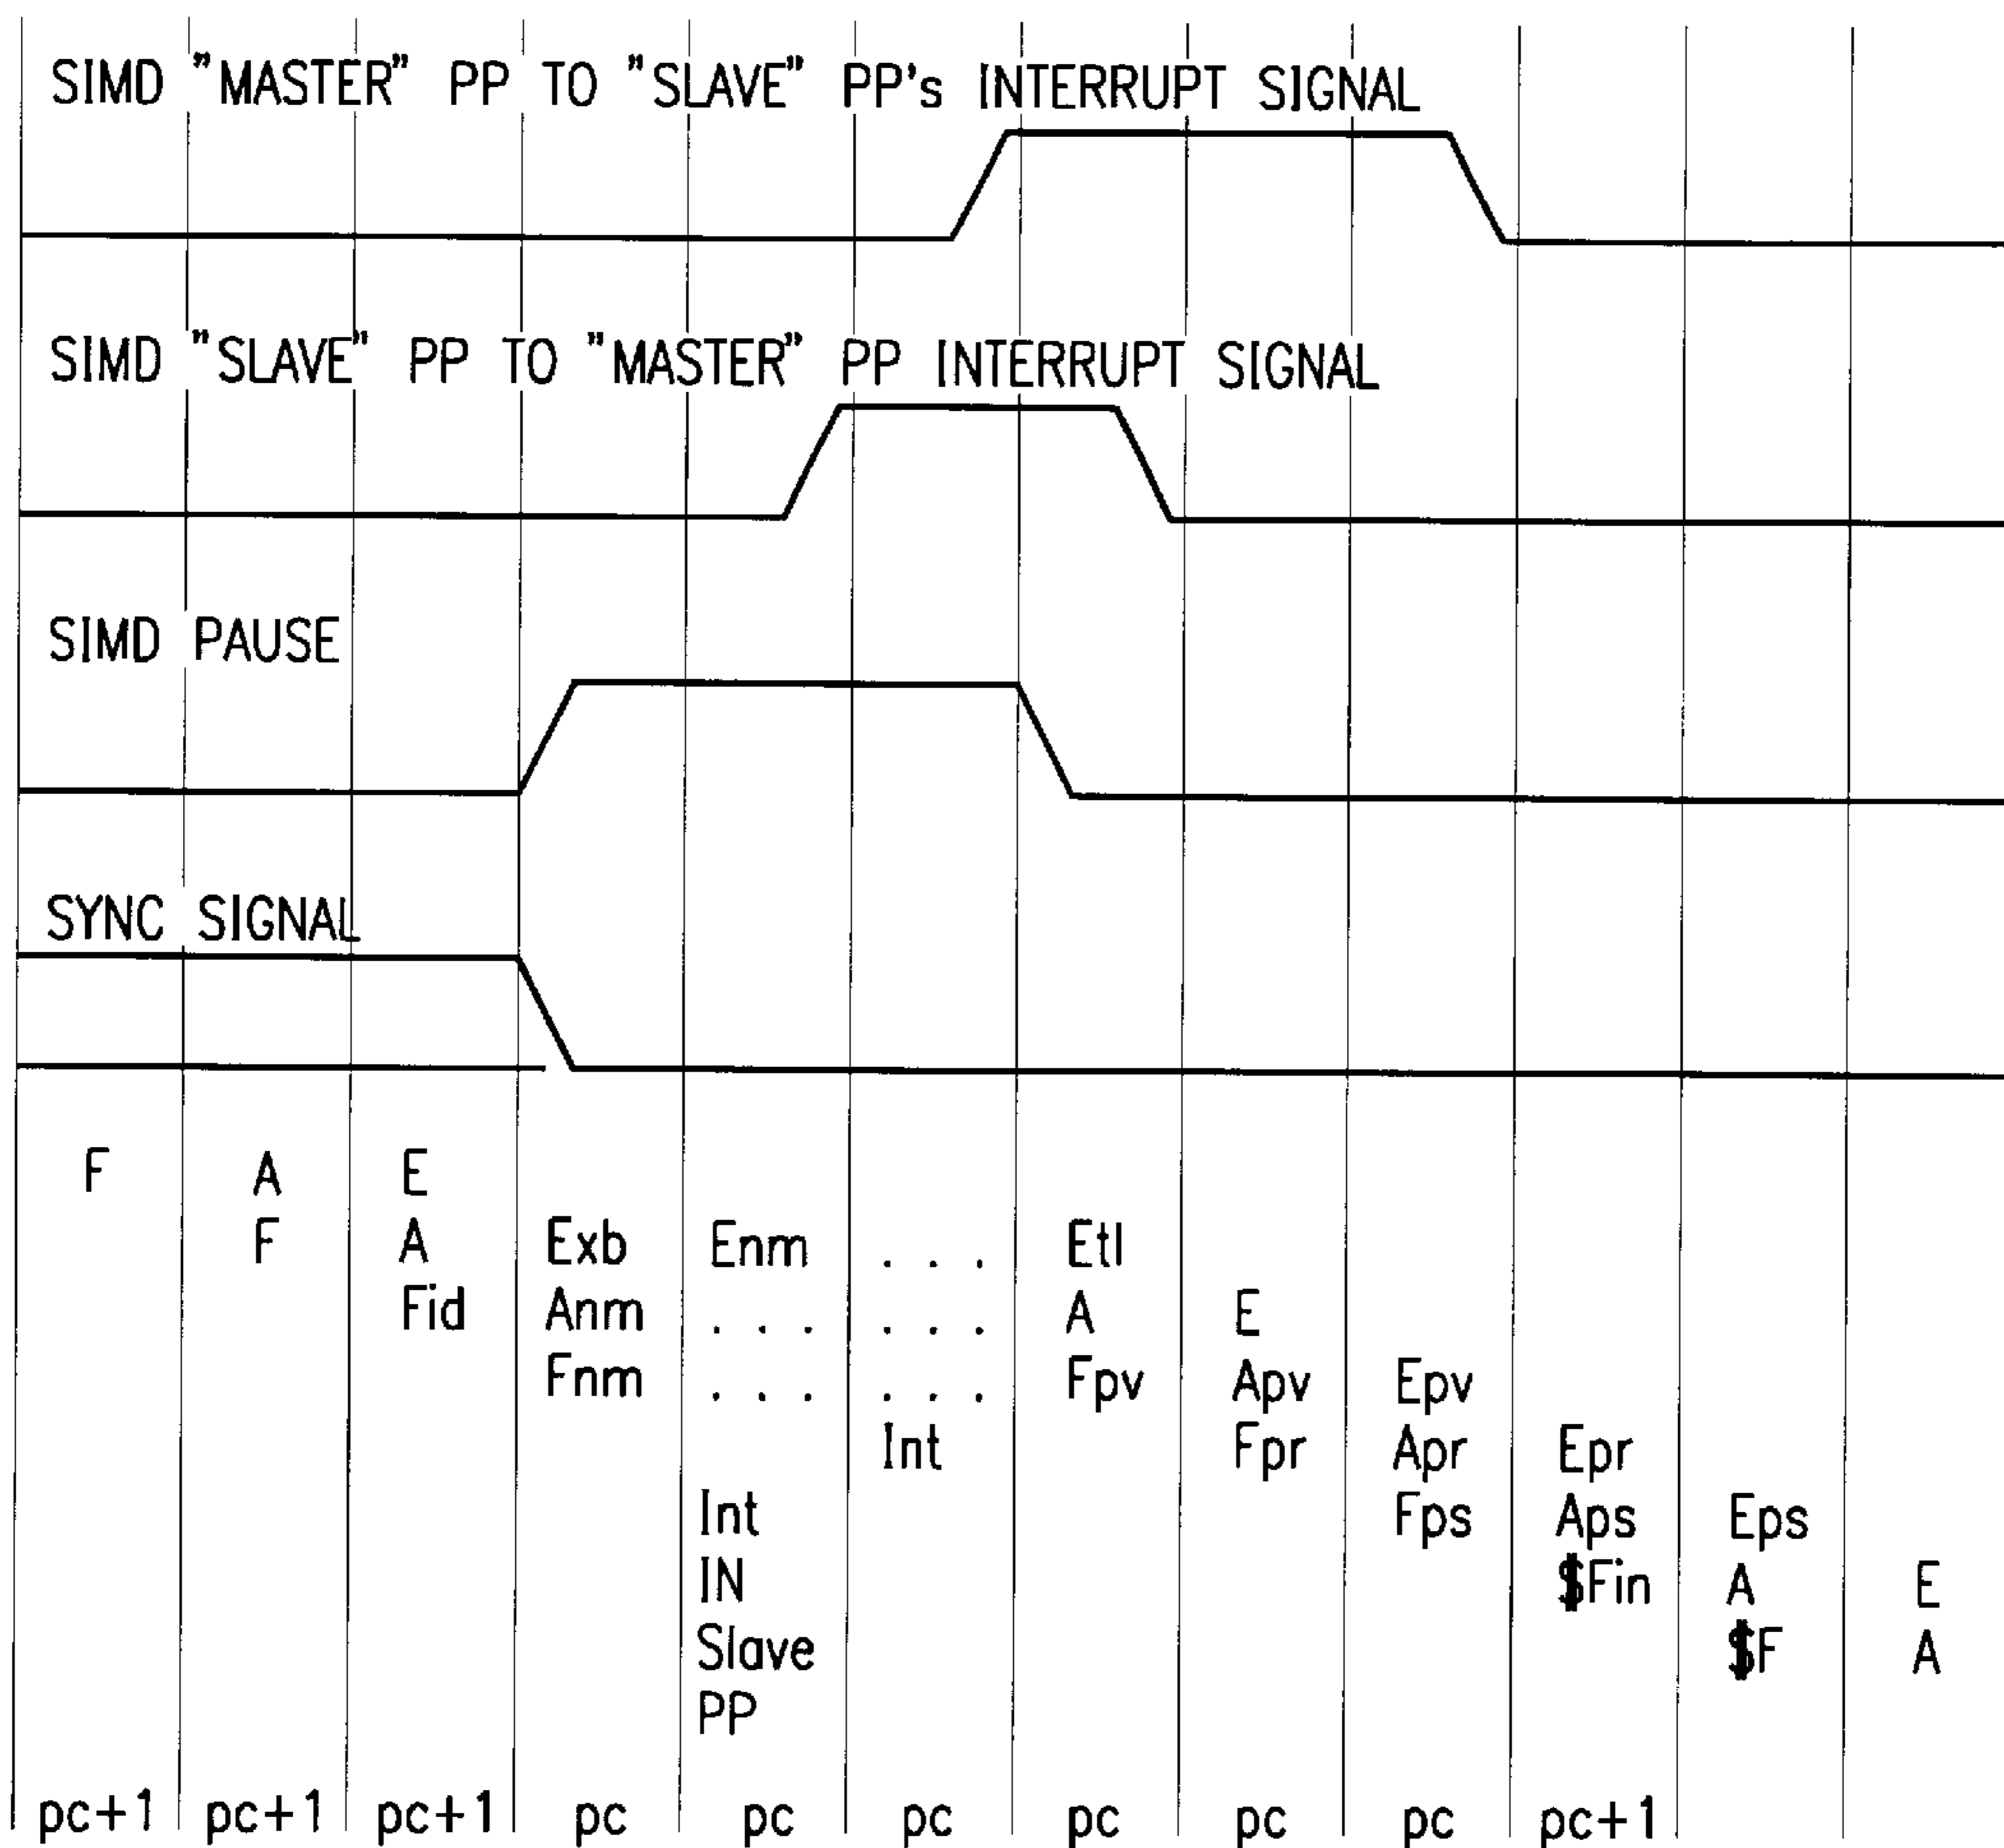 SIMD "MASTER" PP TO "SLAVE" PP's INTERRUPT SIGNAL
SIMD "SLAVE" PP TO "MASTER" PP INTERRUPT SIGNAL
SIMD PAUSE
SYNC SIGNAL
F A E
F A Exb Enm . . . Etl
Fid Anm . . . . . . A E
Fnm . . . . . . Fpv Apv Epv
Int Fpr Apr Epr
Int Fps Aps Eps
IN $Fin A E
Slave $F A
PP
pc+1 pc+1 pc+1 pc pc pc pc pc pc pc+1